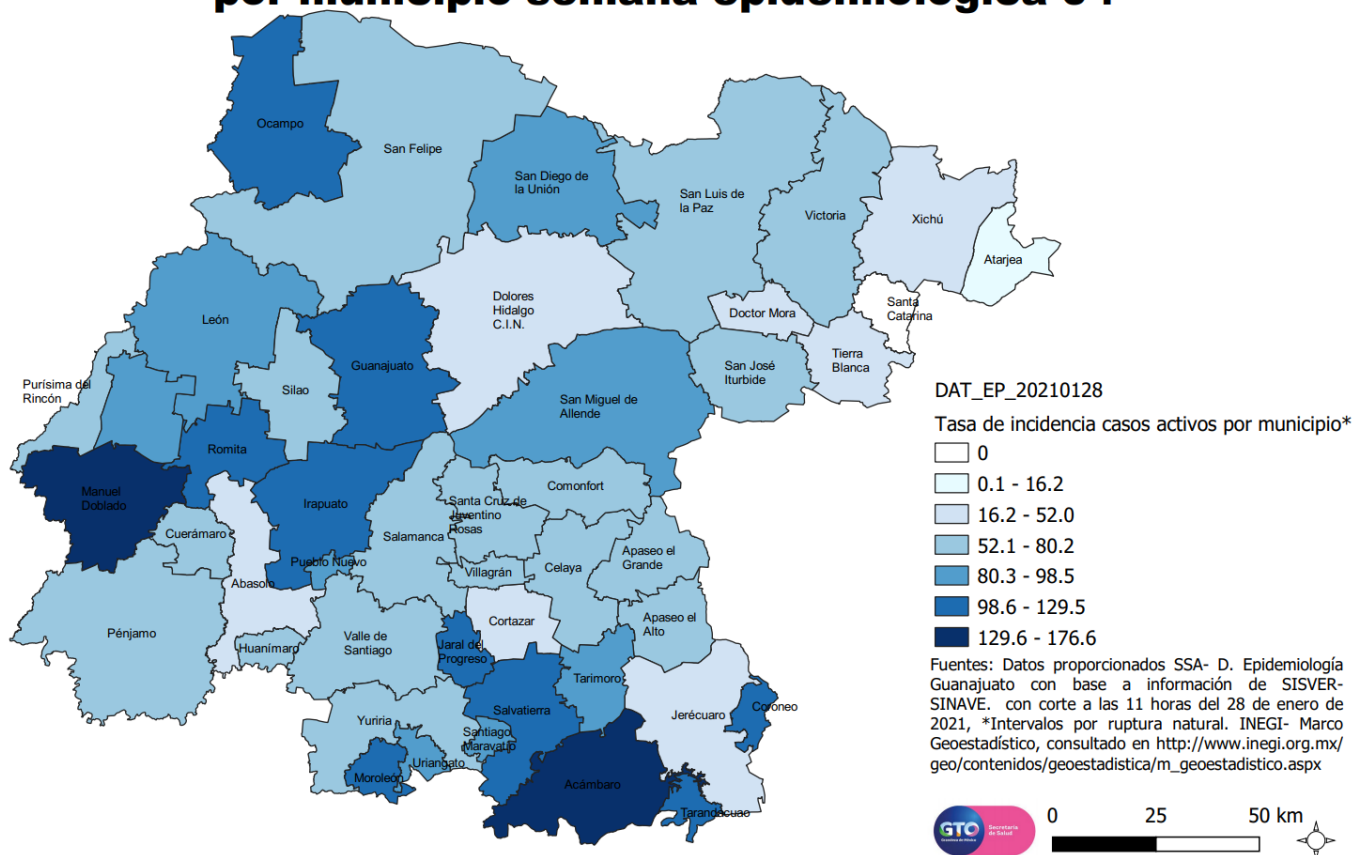 por municipio semana epidemiológica 04
Ocampo
San Felipe
San Diego de
la Unión
San Luis de
la Paz
Victoria
Xichú
Atarjea
Santa
Catarina
Dolores
Hidalgo
C.I.N.
Doctor Mora
Tierra
Blanca
San José
Iturbide
León
Guanajuato
Silao
Purísima del
Rincón
San Miguel de
Allende
Romita
Manuel
Doblado
Irapuato
Comonfort
Santa Cruz de
Juventino
Rosas
Salamanca
Cuerámaro
Pueblo Nuevo
Villagrán
Celaya
Apaseo el
Grande
Abasolo
Cortazar
Apaseo el
Alto
Pénjamo
Huanímaro
Valle de
Santiago
Jaral del
Progreso
Tarimoro
Salvatierra
Jerécuaro
Coroneo
Yuriria
Santiago
Maravatío
Uriangato
Moroleón
Acámbaro
Tarandacuao
DAT_EP_20210128
Tasa de incidencia casos activos por municipio*
0
0.1 - 16.2
16.2 - 52.0
52.1 - 80.2
80.3 - 98.5
98.6 - 129.5
129.6 - 176.6
Fuentes: Datos proporcionados SSA- D. Epidemiología
Guanajuato con base a información de SISVER-
SINAVE. con corte a las 11 horas del 28 de enero de
2021, *Intervalos por ruptura natural. INEGI- Marco
Geoestadístico, consultado en http://www.inegi.org.mx/
geo/contenidos/geoestadistica/m_geoestadistico.aspx
GTO
Secretaría
de Salud
0 25 50 km